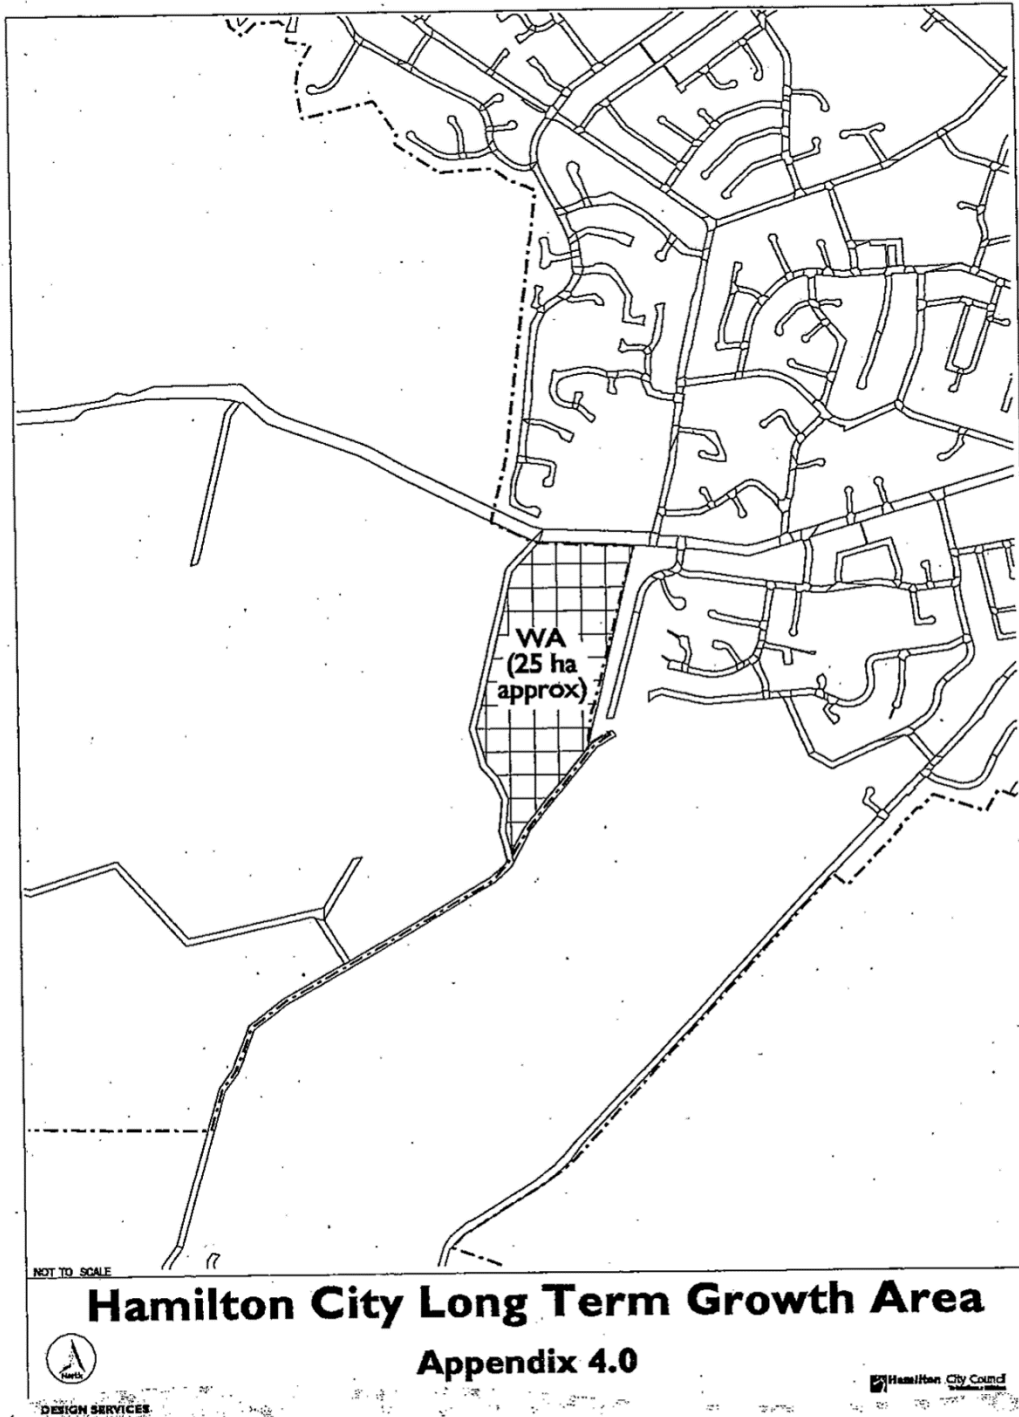 WA
(25 ha
approx)
NOT TO SCALE
Hamilton City Long Term Growth Area
Appendix 4.0
North
Hamilton City Council
DESIGN SERVICES